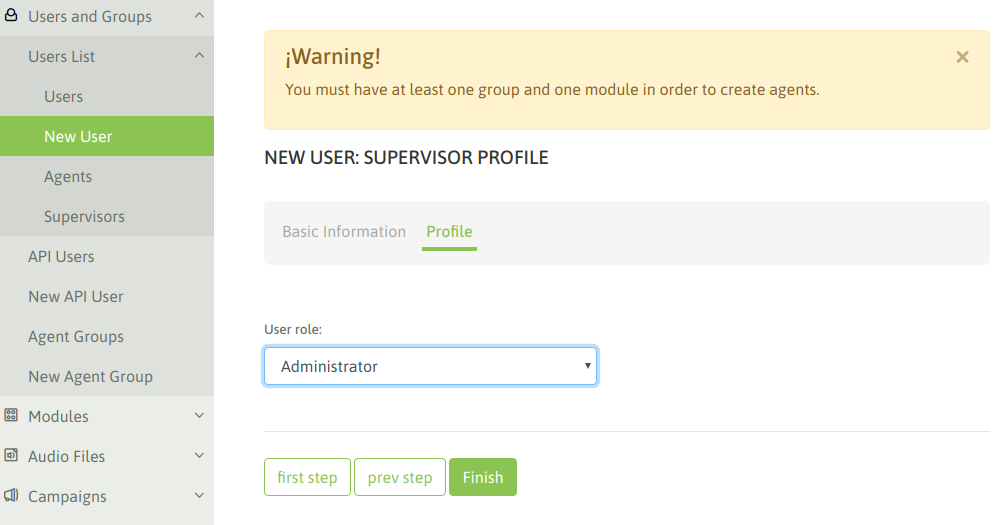 Users and Groups
Users List
Users
New User
Agents
Supervisors
API Users
New API User
Agent Groups
New Agent Group
Modules
Audio Files
Campaigns
¡Warning!
×
You must have at least one group and one module in order to create agents.
NEW USER: SUPERVISOR PROFILE
Basic Information Profile
User role:
Administrator
first step prev step Finish